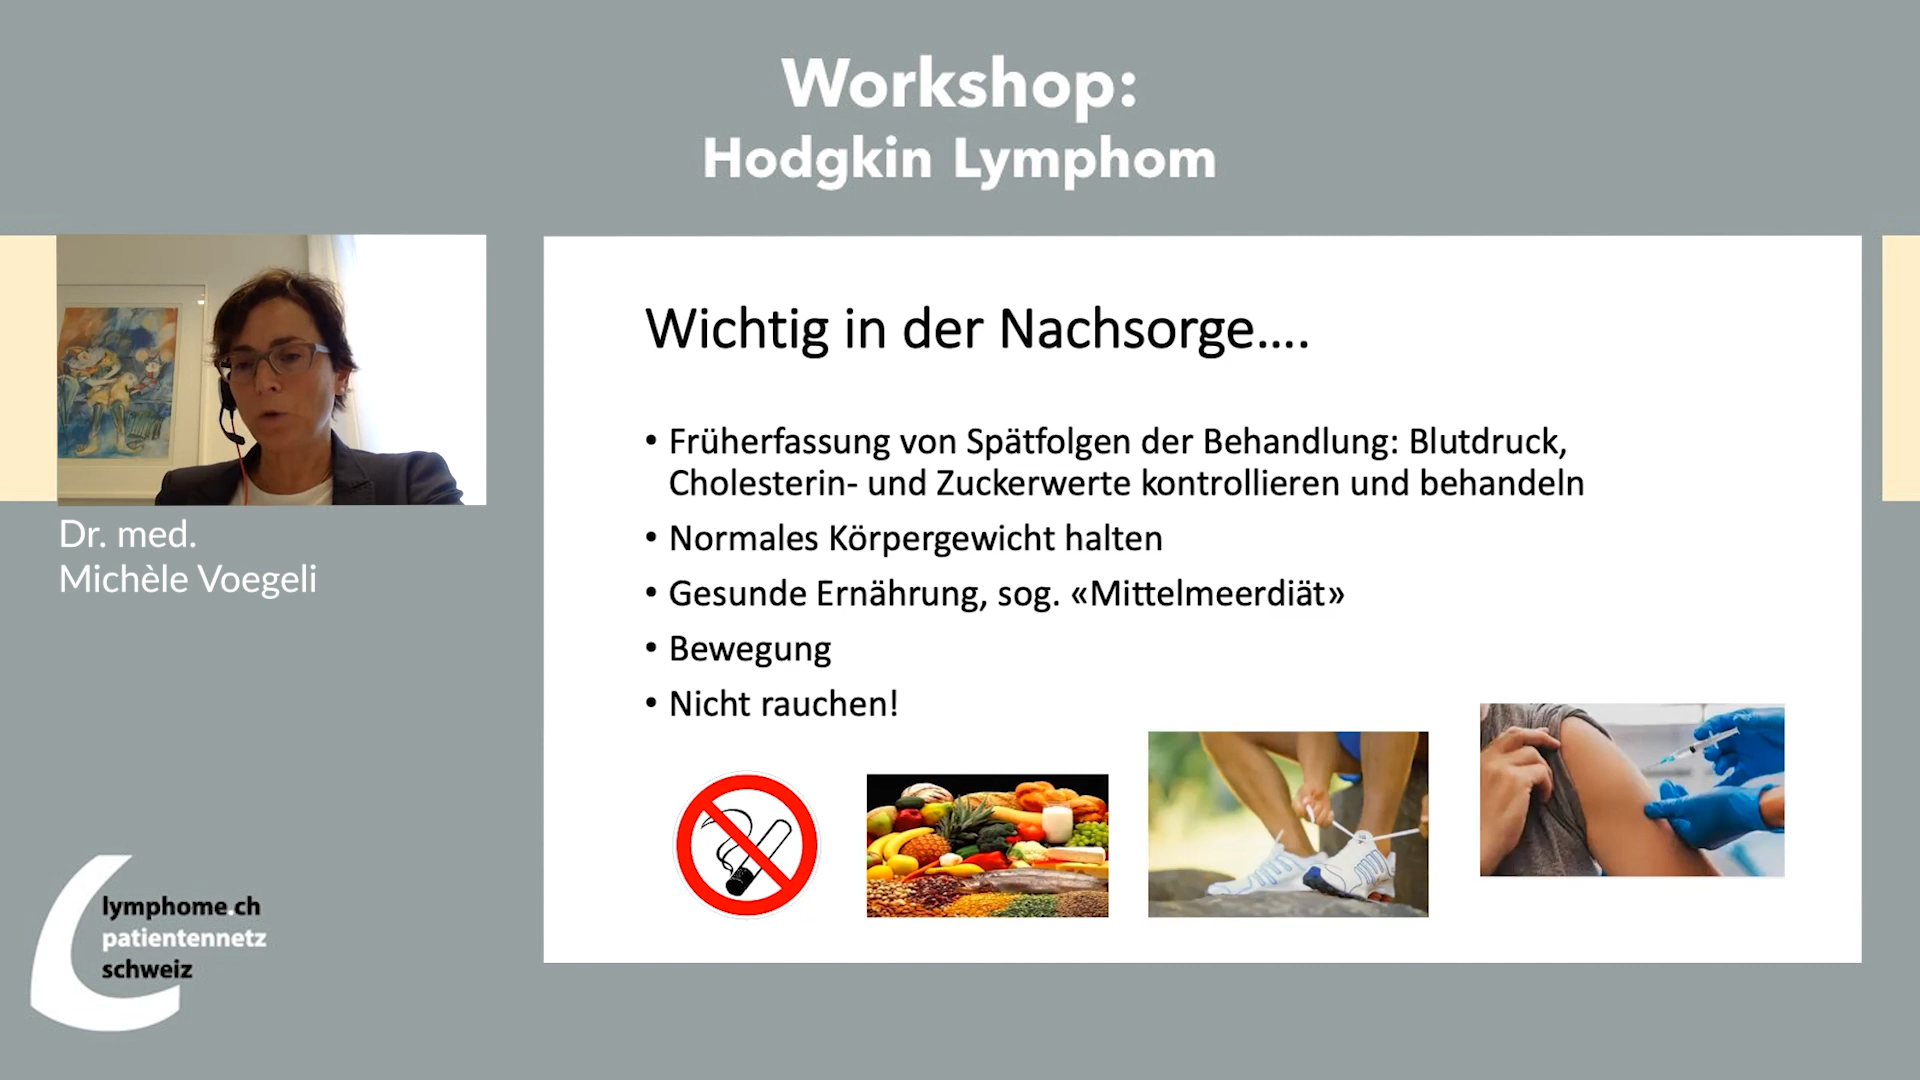 Workshop:
Hodgkin Lymphom
Wichtig in der Nachsorge....
• Früherfassung von Spätfolgen der Behandlung: Blutdruck,
Cholesterin- und Zuckerwerte kontrollieren und behandeln
• Normales Körpergewicht halten
• Gesunde Ernährung, sog. «Mittelmeerdiät»
• Bewegung
• Nicht rauchen!
Dr. med.
Michèle Voegeli
lymphome.ch
patientennetz
schweiz